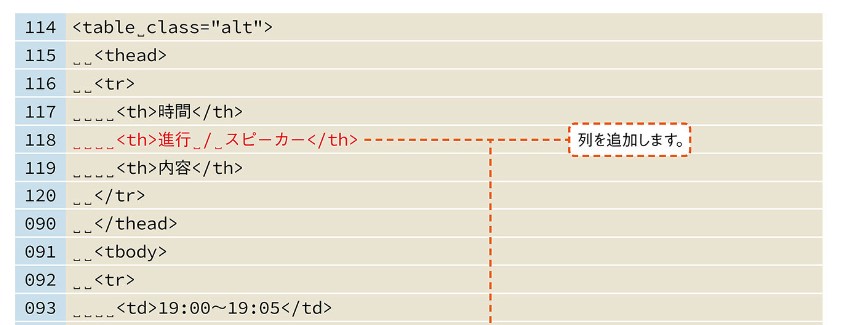 114 <table␣class="alt">
115 ␣␣<thead>
116 ␣␣<tr>
117 ␣␣␣␣<th>時間</th>
118 ␣␣␣␣<th>進行␣/␣スピーカー</th> 列を追加します。
119 ␣␣␣␣<th>内容</th>
120 ␣␣</tr>
090 ␣␣</thead>
091 ␣␣<tbody>
092 ␣␣<tr>
093 ␣␣␣␣<td>19:00〜19:05</td>